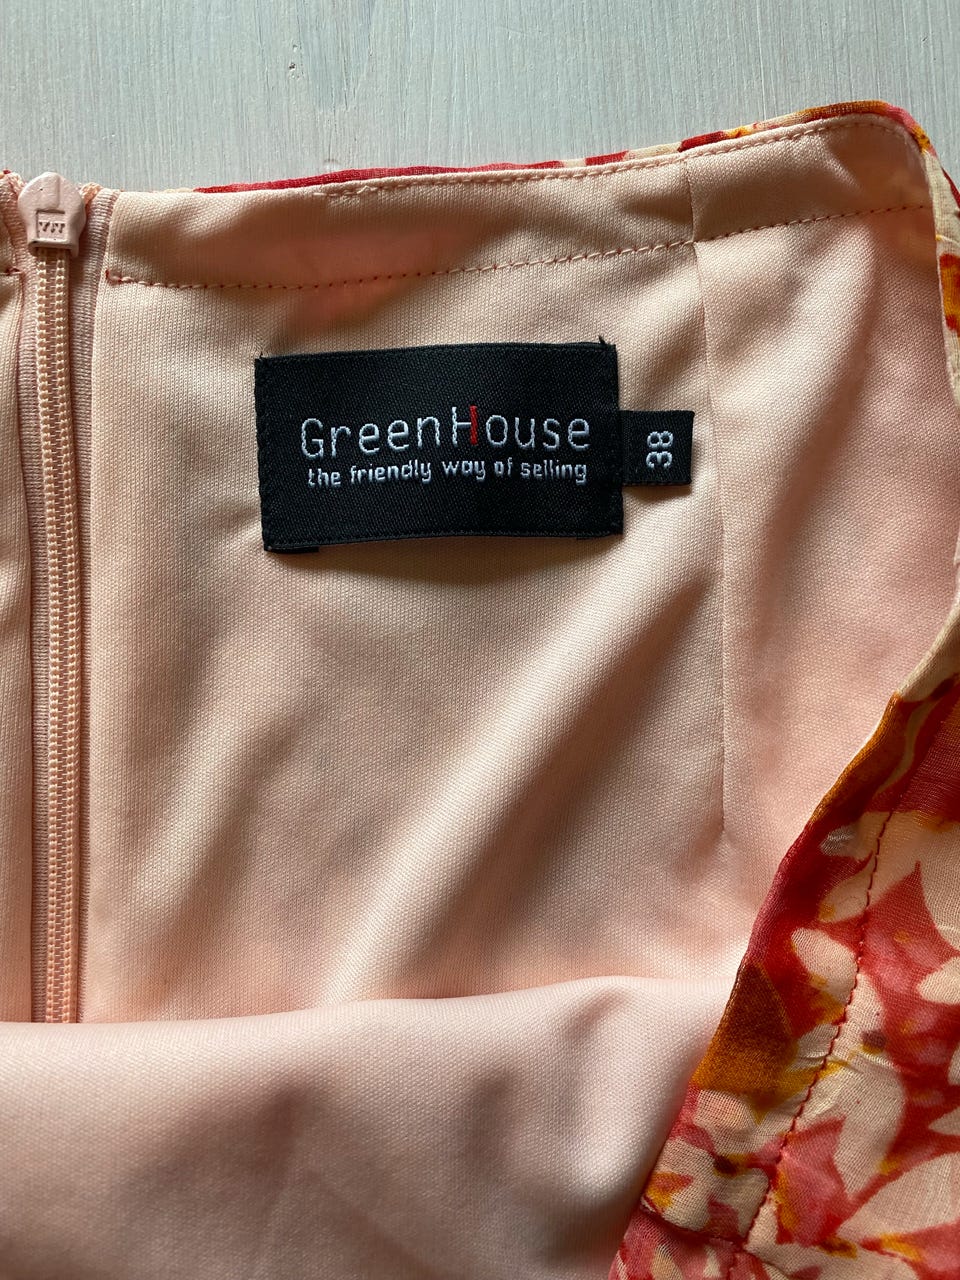 GreenHouse
the friendly way of selling
38